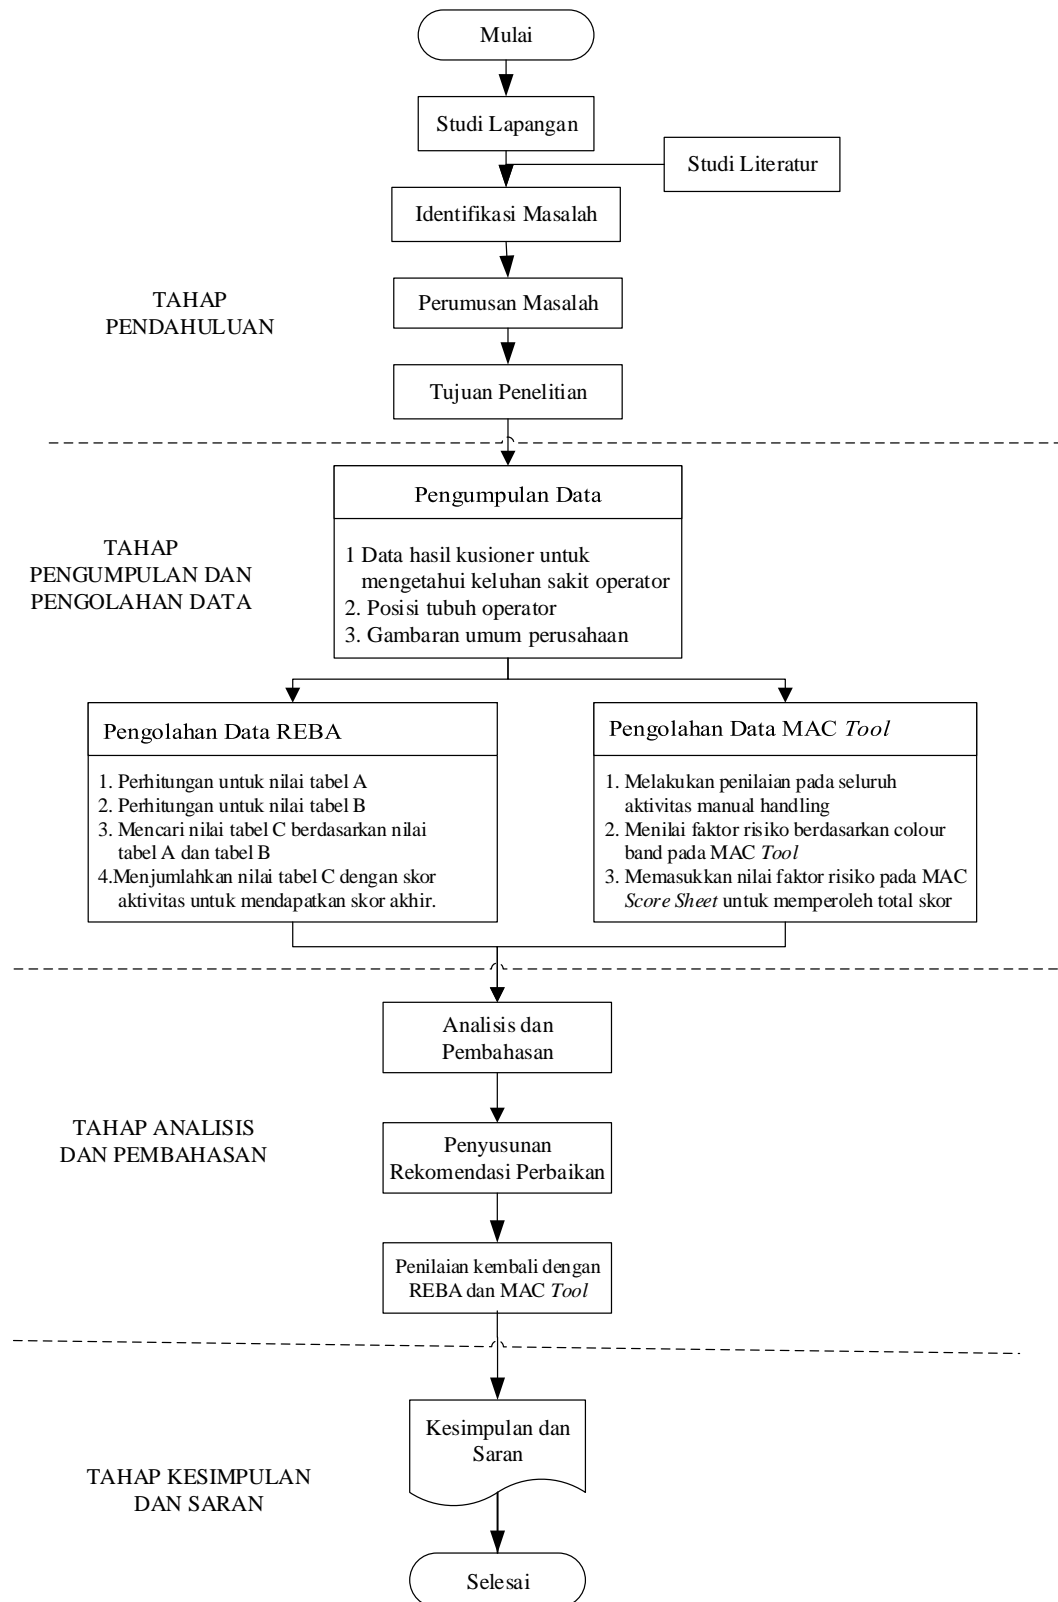 Mulai
Studi Lapangan
Studi Literatur
Identifikasi Masalah
TAHAP
PENDAHULUAN
Perumusan Masalah
Tujuan Penelitian
Pengumpulan Data
TAHAP
PENGUMPULAN DAN
PENGOLAHAN DATA
1 Data hasil kusioner untuk
mengetahui keluhan sakit operator
2. Posisi tubuh operator
3. Gambaran umum perusahaan
Pengolahan Data REBA
1. Perhitungan untuk nilai tabel A
2. Perhitungan untuk nilai tabel B
3. Mencari nilai tabel C berdasarkan nilai
tabel A dan tabel B
4.Menjumlahkan nilai tabel C dengan skor
aktivitas untuk mendapatkan skor akhir.
Pengolahan Data MAC Tool
1. Melakukan penilaian pada seluruh
aktivitas manual handling
2. Menilai faktor risiko berdasarkan colour
band pada MAC Tool
3. Memasukkan nilai faktor risiko pada MAC
Score Sheet untuk memperoleh total skor
Analisis dan
Pembahasan
TAHAP ANALISIS
DAN PEMBAHASAN
Penyusunan
Rekomendasi Perbaikan
Penilaian kembali dengan
REBA dan MAC Tool
Kesimpulan dan
Saran
TAHAP KESIMPULAN
DAN SARAN
Selesai